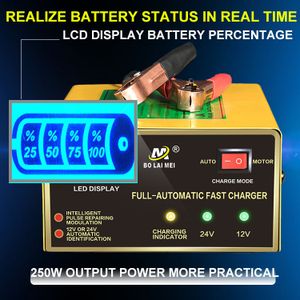 REALIZE BATTERY STATUS IN REAL TIME
LCD DISPLAY BATTERY PERCENTAGE
% % % %
25 50 75 100
BO LAI MEI
AUTO
MOTOR
CHARGE MODE
LED DISPLAY
FULL-AUTOMATIC FAST CHARGER
INTELLIGENT
PULSE REPAIRING
MODULATION
12V OR 24V
AUTOMATIC
IDENTIFICATION
CHARGING
INDICATOR
24V
12V
250W OUTPUT POWER MORE PRACTICAL